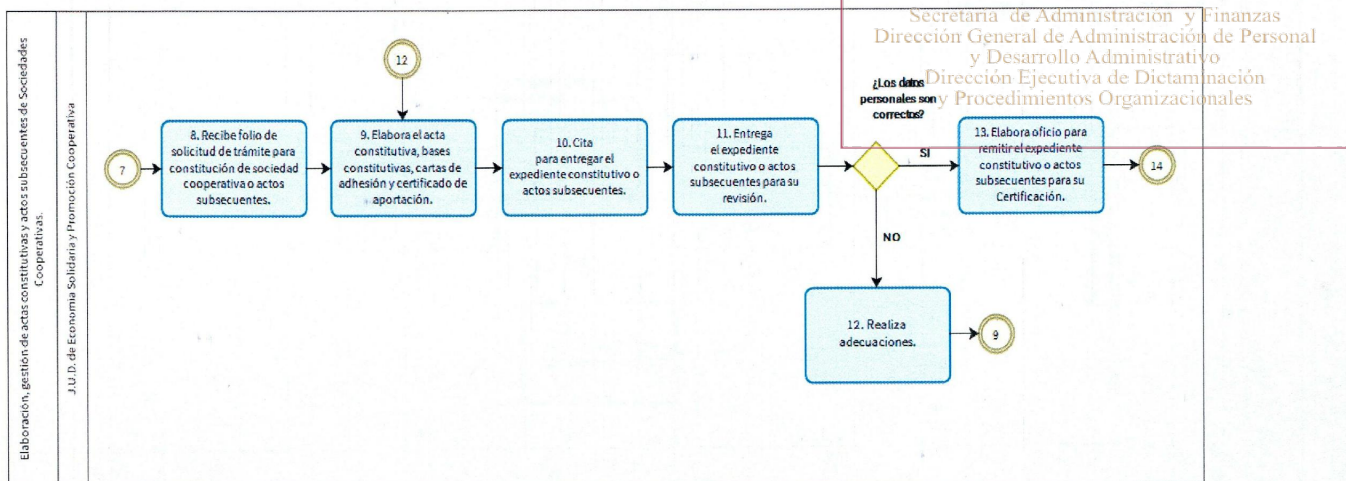 Secretaría de Administración y Finanzas
Dirección General de Administración de Personal
y Desarrollo Administrativo
Dirección Ejecutiva de Dictaminación
y Procedimientos Organizacionales
Elaboración, gestión de actas constitutivas y actos subsecuentes de Sociedades
Cooperativas.
J.U.D. de Economía Solidaria y Promoción Cooperativa
7
8. Recibe folio de
solicitud de trámite para
constitución de sociedad
cooperativa o actos
subsecuentes.
12
9. Elabora el acta
constitutiva, bases
constitutivas, cartas de
adhesión y certificado de
aportación.
10. Cita
para entregar el
expediente constitutivo o
actos subsecuentes.
11. Entrega
el expediente
constitutivo o actos
subsecuentes para su
revisión.
¿Los datos
personales son
correctos?
SI
13. Elabora oficio para
remitir el expediente
constitutivo o actos
subsecuentes para su
Certificación.
14
NO
12. Realiza
adecuaciones.
9